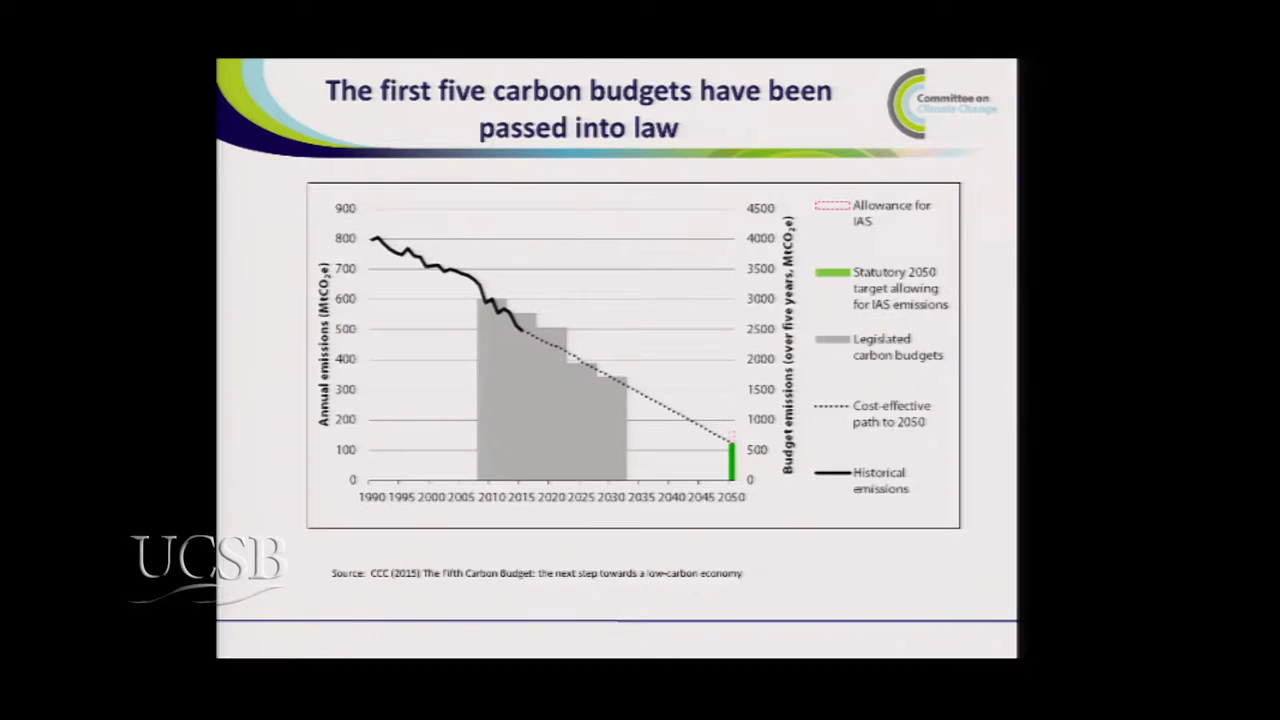 The first five carbon budgets have been
passed into law
Committee on
Climate Change
900
800
700
600
500
400
300
200
100
0
Annual emissions (MtCO₂e)
4500
4000
3500
3000
2500
2000
1500
1000
500
0
Budget emissions (over five years, MtCO₂e)
1990 1995 2000 2005 2010 2015 2020 2025 2030 2035 2040 2045 2050
Allowance for
IAS
Statutory 2050
target allowing
for IAS emissions
Legislated
carbon budgets
Cost-effective
path to 2050
Historical
emissions
UCSB
Source: CCC (2015) The Fifth Carbon Budget: the next step towards a low-carbon economy